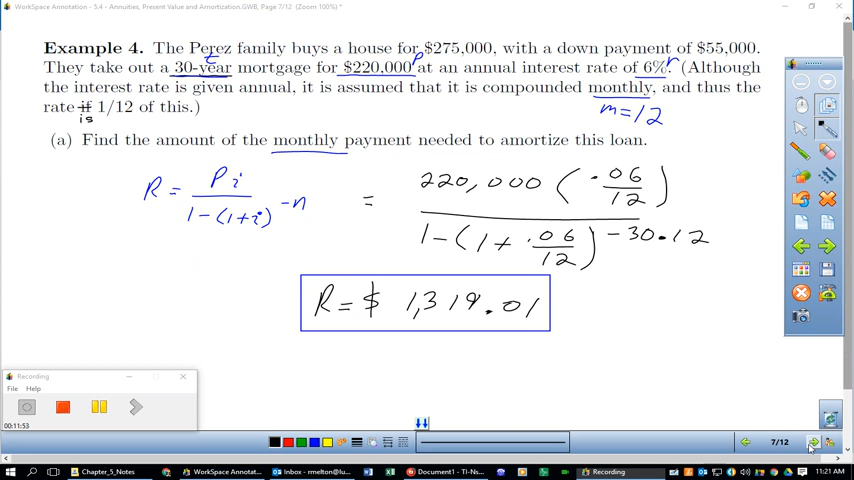 WorkSpace Annotation - 5.4 - Annuities, Present Value and Amortization.GWB, Page 7/12 (Zoom 100%) *
Example 4. The Perez family buys a house for $275,000, with a down payment of $55,000.
t P r
They take out a 30-year mortgage for $220,000 at an annual interest rate of 6%. (Although
the interest rate is given annual, it is assumed that it is compounded monthly, and thus the
rate if 1/12 of this.)
is
m=12
(a) Find the amount of the monthly payment needed to amortize this loan.
R = Pi / 1-(1+i)^-n = 220,000 (.06/12) / 1-(1+.06/12)^-30·12
R = $ 1,319.01
Recording
File Help
00:11:53
7/12
Chapter_5_Notes
WorkSpace Annotat...
Inbox - rmelton@lu...
Document1 - TI-Ns...
Recording
11:21 AM